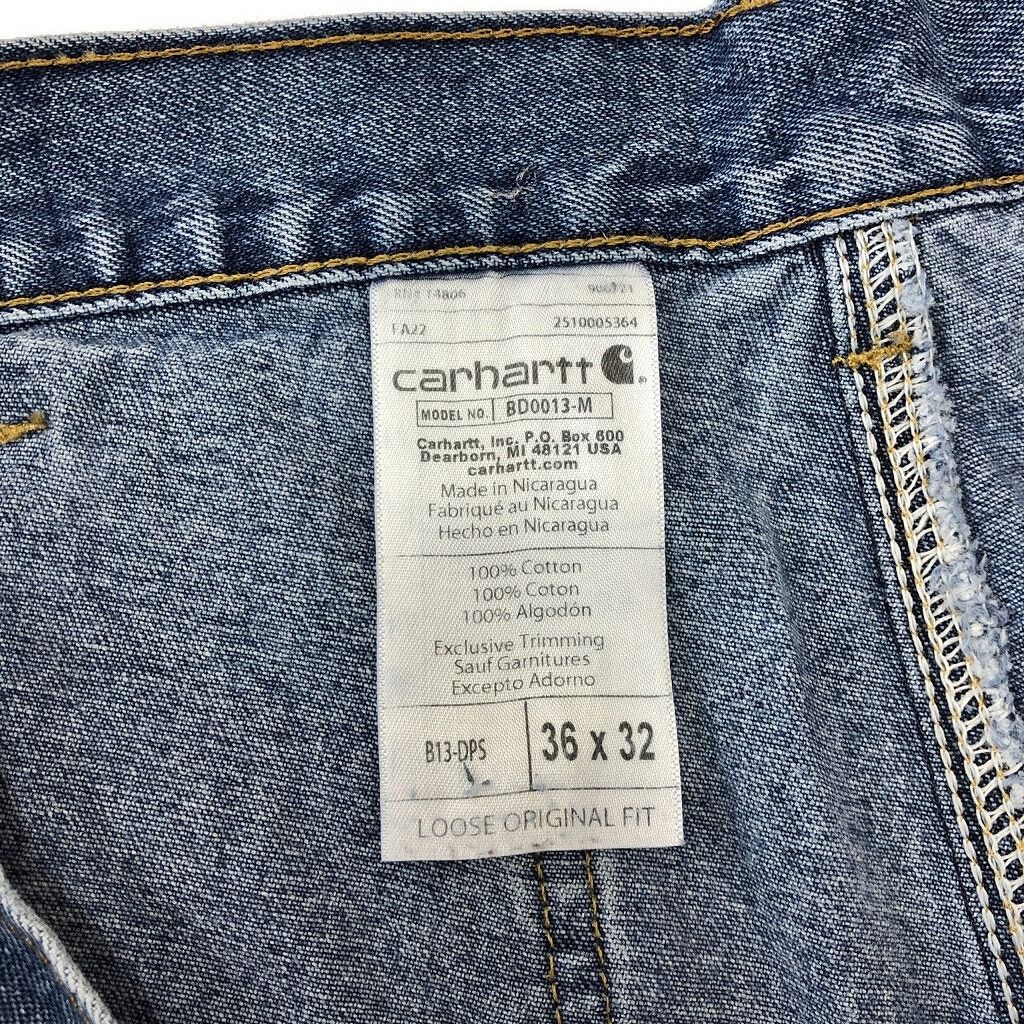 14806
FA22 2510005364
carhartt
MODEL NO. BD0013-M
Carhartt, Inc. P.O. Box 600
Dearborn, MI 48121 USA
carhartt.com
Made in Nicaragua
Fabriqué au Nicaragua
Hecho en Nicaragua
100% Cotton
100% Coton
100% Algodón
Exclusive Trimming
Sauf Garnitures
Excepto Adorno
B13-DPS 36 x 32
LOOSE ORIGINAL FIT